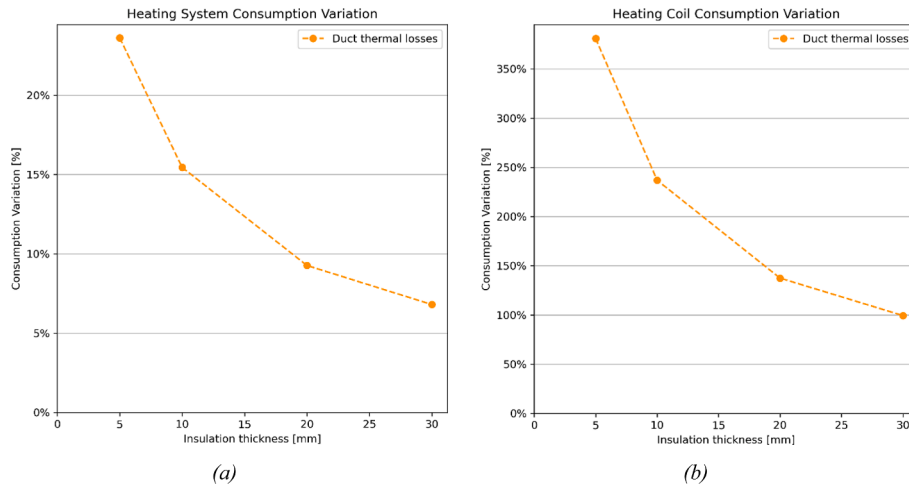 Heating System Consumption Variation
Duct thermal losses
20%
15%
10%
5%
0%
Consumption Variation [%]
0 5 10 15 20 25 30
Insulation thickness [mm]
(a)
Heating Coil Consumption Variation
Duct thermal losses
350%
300%
250%
200%
150%
100%
50%
0%
Consumption Variation [%]
0 5 10 15 20 25 30
Insulation thickness [mm]
(b)